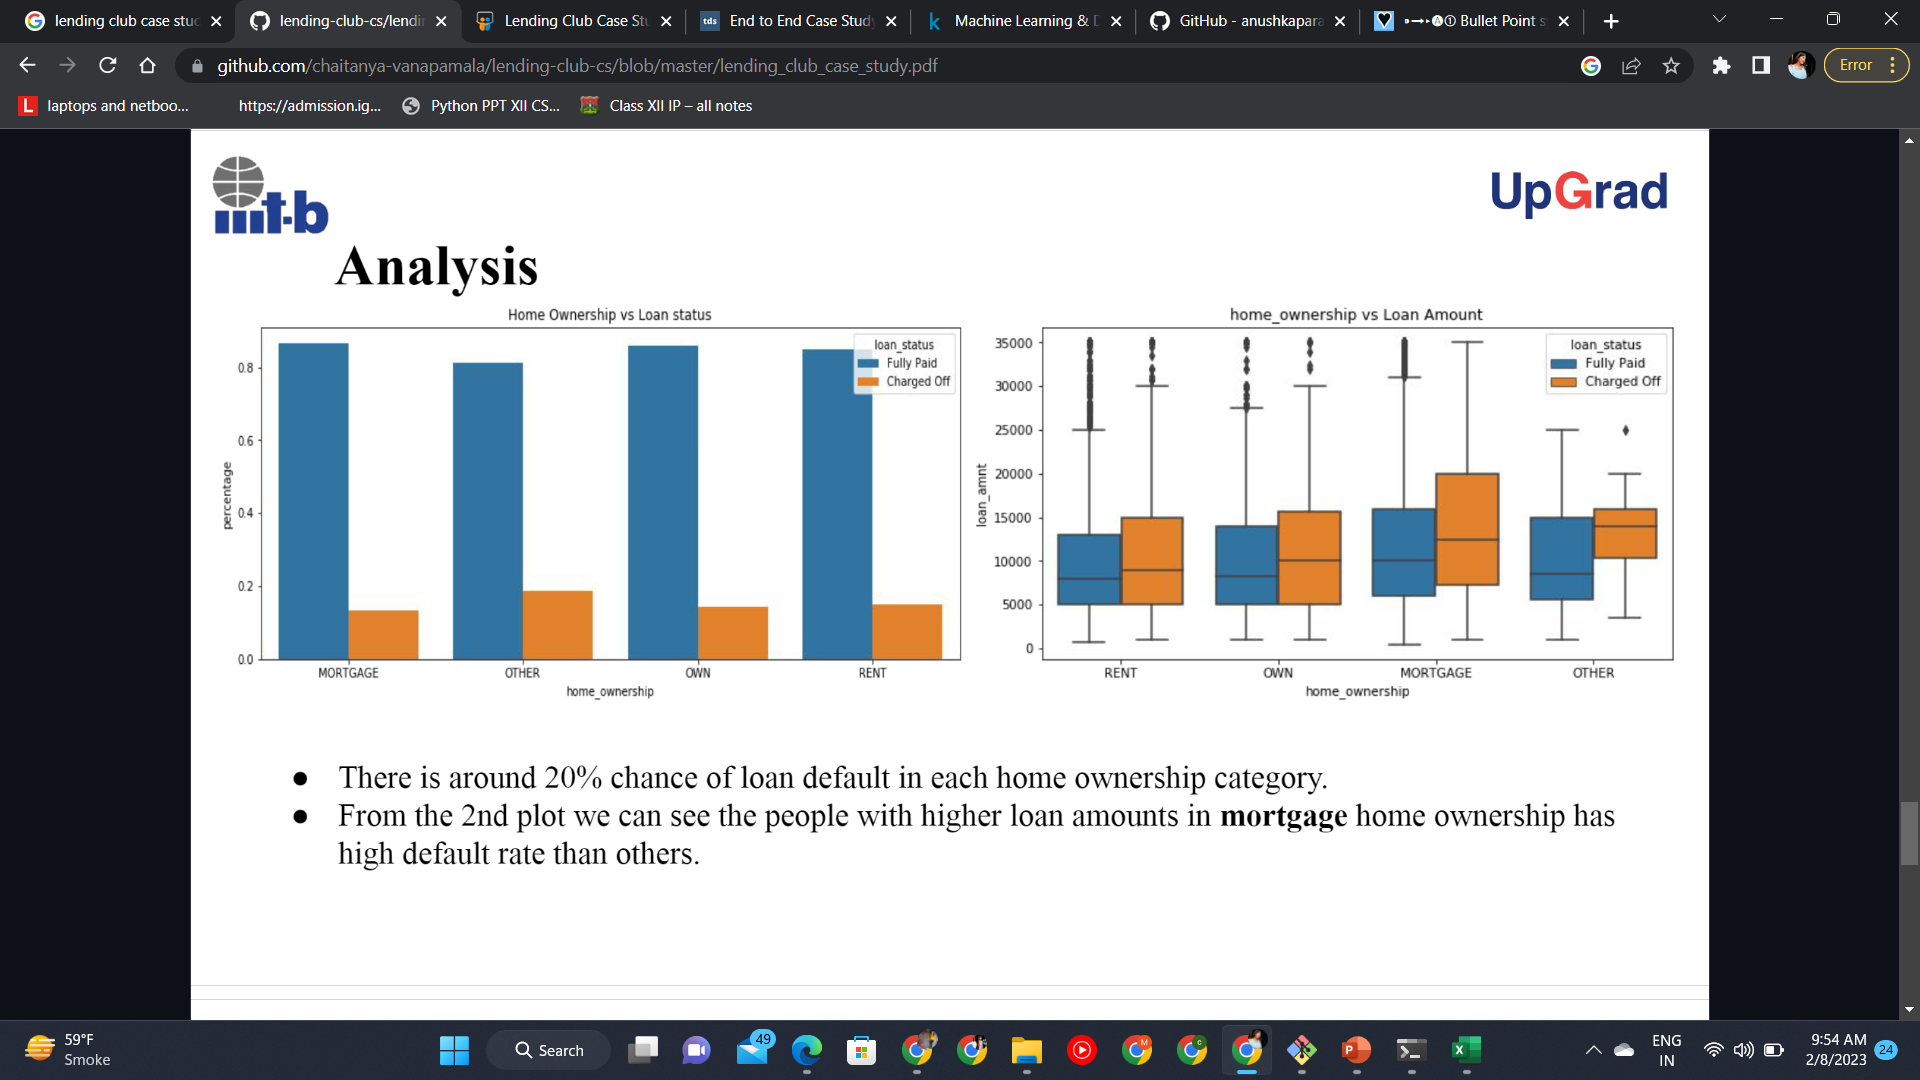 lending club case stud
lending-club-cs/lendin
Lending Club Case Stu
tds
End to End Case Study
Machine Learning & D
GitHub - anushkapara
Bullet Point s
github.com/chaitanya-vanapamala/lending-club-cs/blob/master/lending_club_case_study.pdf
Error
L laptops and netboo...
https://admission.ig...
Python PPT XII CS...
Class XII IP – all notes
iiit-b
UpGrad
Analysis
Home Ownership vs Loan status
loan_status
Fully Paid
Charged Off
percentage
0.8
0.6
0.4
0.2
0.0
MORTGAGE
OTHER
OWN
RENT
home_ownership
home_ownership vs Loan Amount
loan_status
Fully Paid
Charged Off
loan_amnt
35000
30000
25000
20000
15000
10000
5000
0
RENT
OWN
MORTGAGE
OTHER
home_ownership
● There is around 20% chance of loan default in each home ownership category.
● From the 2nd plot we can see the people with higher loan amounts in mortgage home ownership has
high default rate than others.
59°F
Smoke
Search
49
ENG
IN
9:54 AM
2/8/2023
24